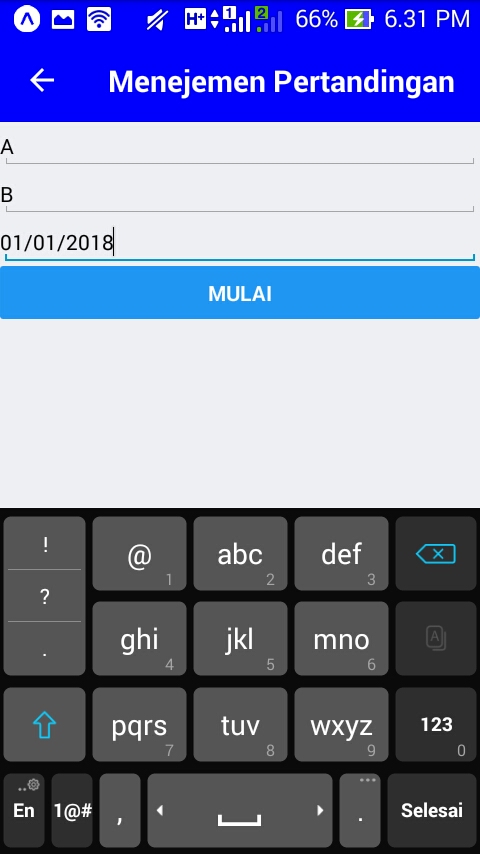 H+ 1 2 66% 6.31 PM
Menejemen Pertandingan
A
B
01/01/2018
MULAI
! @ 1 abc 2 def 3
?
. ghi 4 jkl 5 mno 6 A
pqrs 7 tuv 8 wxyz 9 123 0
En 1@# , . Selesai